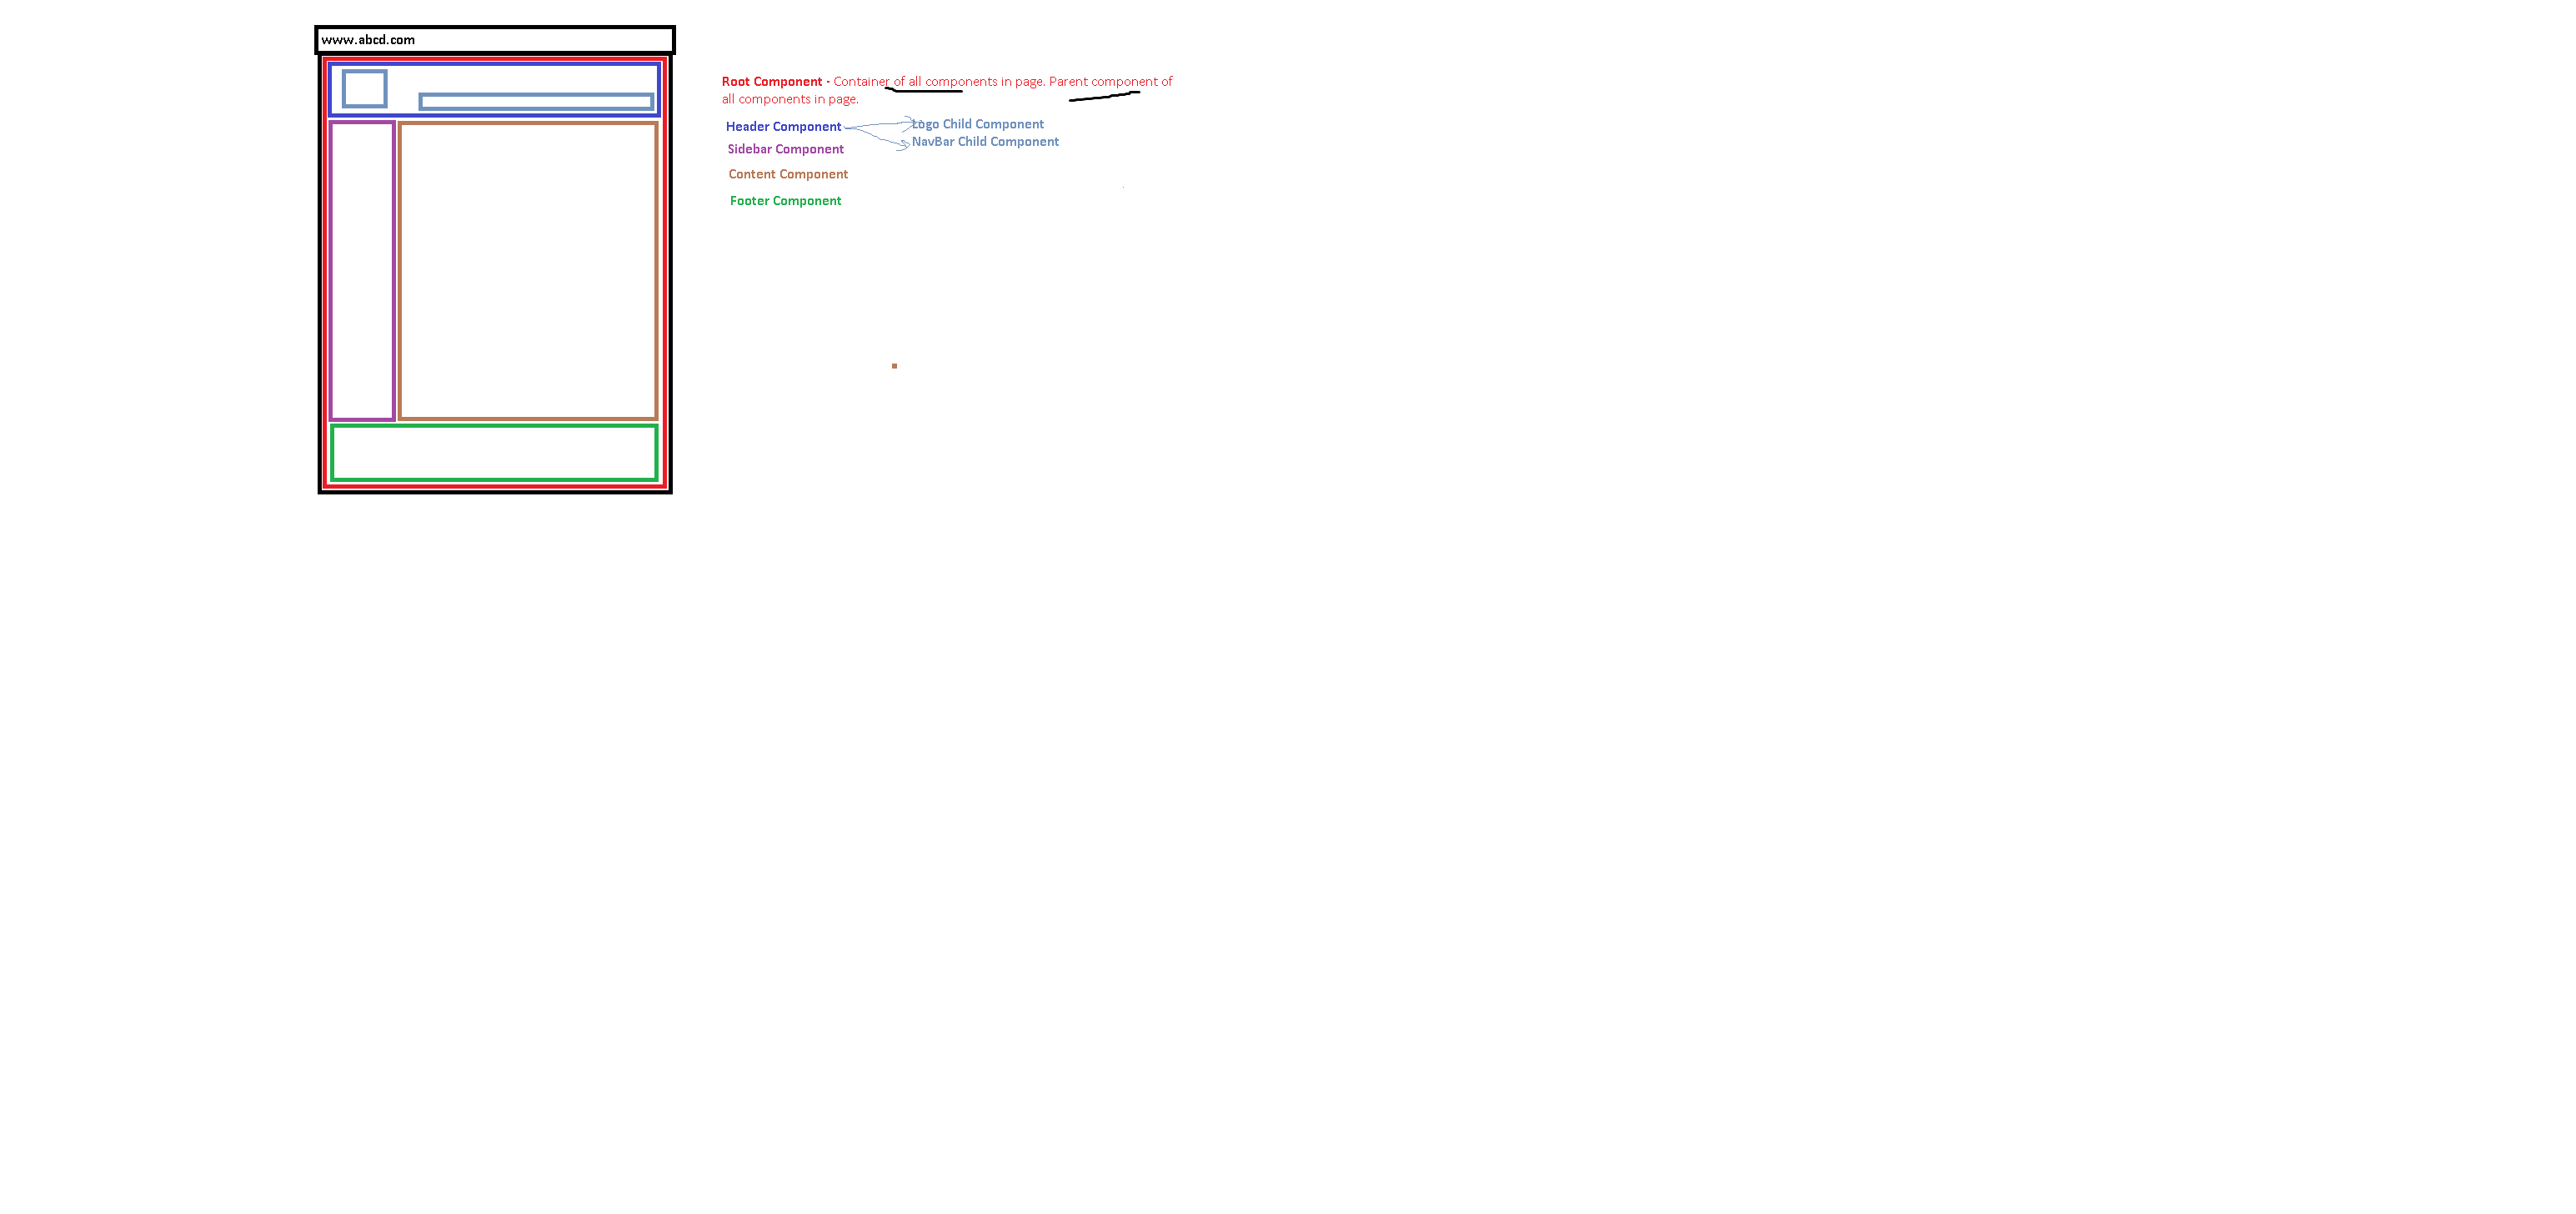 www.abcd.com
Root Component - Container of all components in page. Parent component of
all components in page.
Header Component
Logo Child Component
NavBar Child Component
Sidebar Component
Content Component
Footer Component